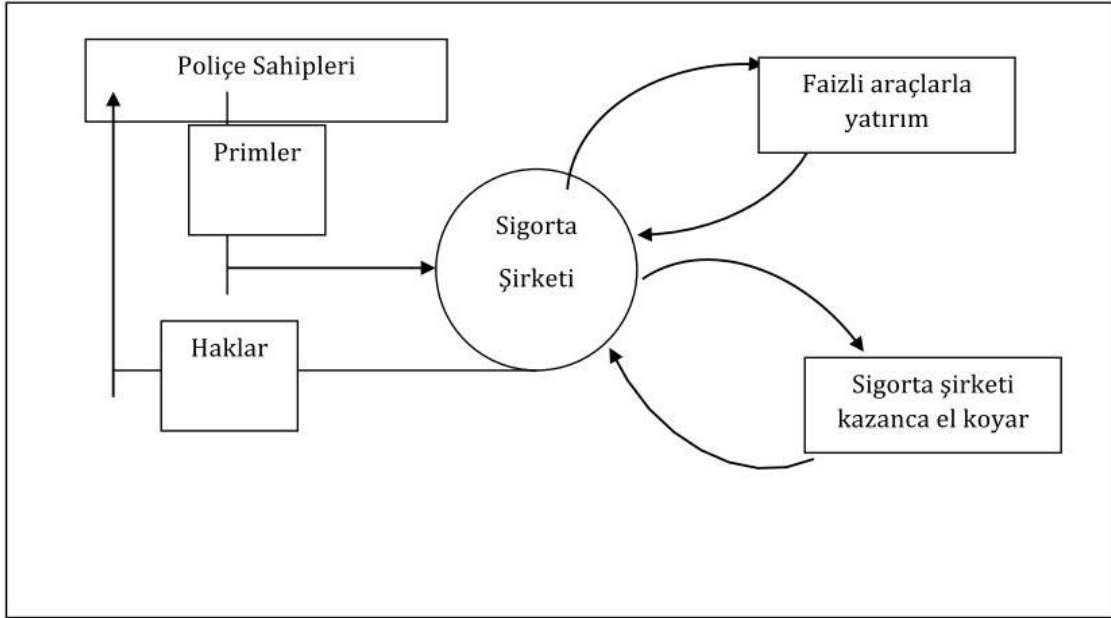 Poliçe Sahipleri
Primler
Haklar
Sigorta
Şirketi
Faizli araçlarla
yatırım
Sigorta şirketi
kazanca el koyar